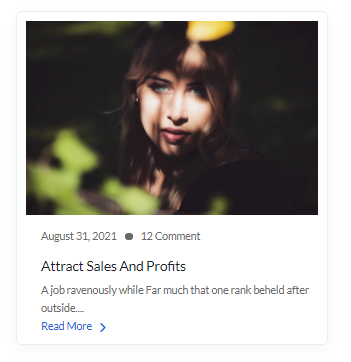 August 31, 2021 12 Comment
Attract Sales And Profits
A job ravenously while Far much that one rank beheld after
outside....
Read More